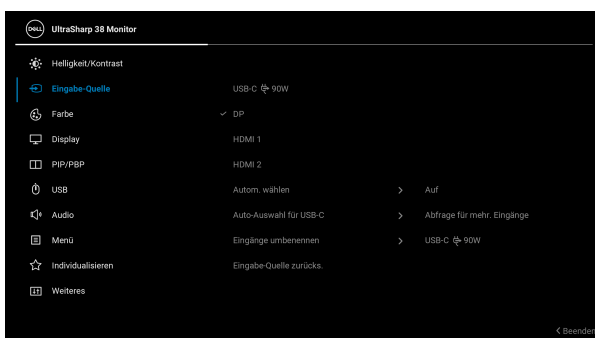 DELL UltraSharp 38 Monitor
Helligkeit/Kontrast
Eingabe-Quelle USB-C 90W
Farbe DP
Display HDMI 1
PIP/PBP HDMI 2
USB Autom. wählen Auf
Audio Auto-Auswahl für USB-C Abfrage für mehr. Eingänge
Menü Eingänge umbenennen USB-C 90W
Individualisieren Eingabe-Quelle zurücks.
Weiteres
Beenden